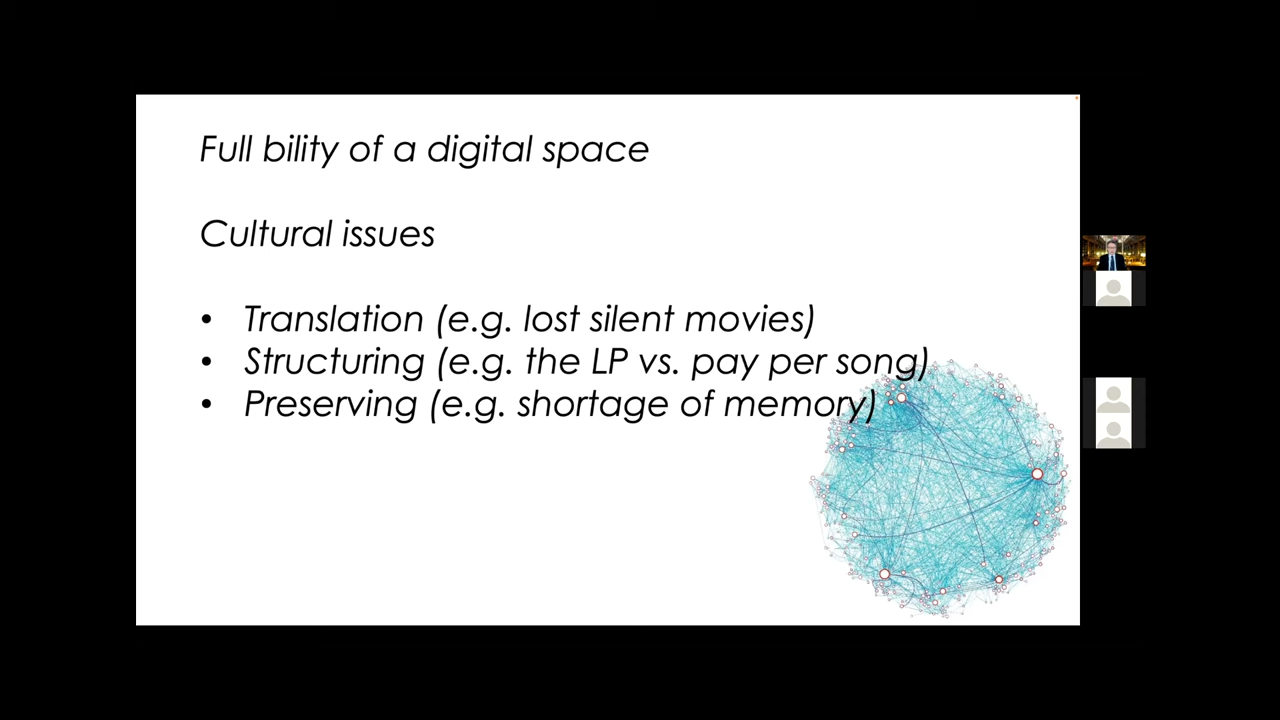 Full bility of a digital space
Cultural issues
• Translation (e.g. lost silent movies)
• Structuring (e.g. the LP vs. pay per song)
• Preserving (e.g. shortage of memory)